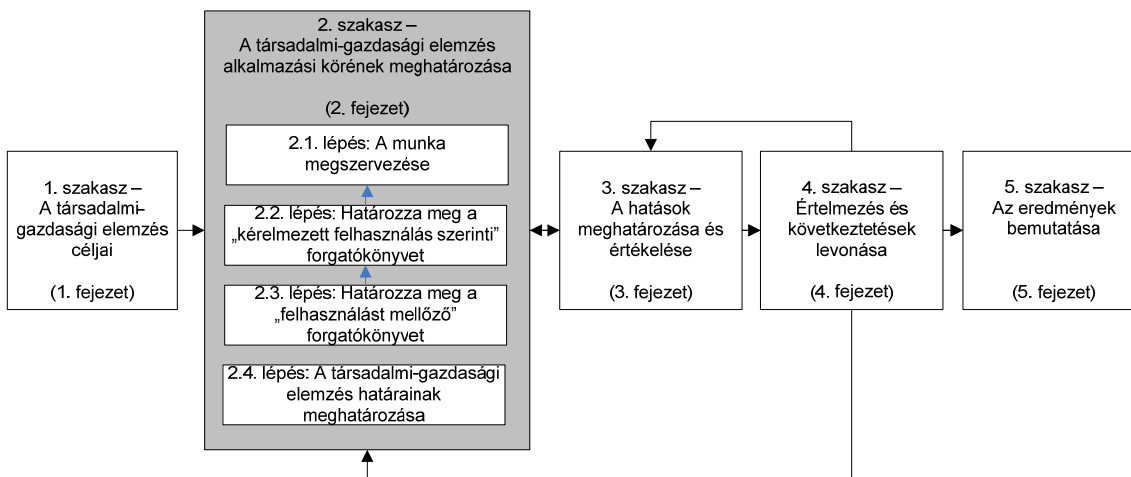 1. szakasz –
A társadalmi-
gazdasági elemzés
céljai
(1. fejezet)
2. szakasz –
A társadalmi-gazdasági elemzés
alkalmazási körének meghatározása
(2. fejezet)
2.1. lépés: A munka
megszervezése
2.2. lépés: Határozza meg a
„kérelmezett felhasználás szerinti”
forgatókönyvet
2.3. lépés: Határozza meg a
„felhasználást mellőző”
forgatókönyvet
2.4. lépés: A társadalmi-gazdasági
elemzés határainak
meghatározása
3. szakasz –
A hatások
meghatározása és
értékelése
(3. fejezet)
4. szakasz –
Értelmezés és
következtetések
levonása
(4. fejezet)
5. szakasz –
Az eredmények
bemutatása
(5. fejezet)